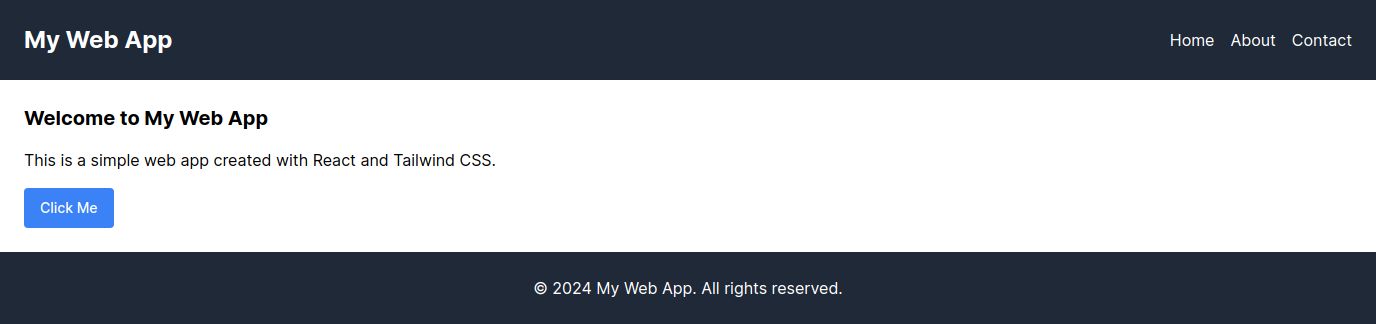 My Web App
Home About Contact
Welcome to My Web App
This is a simple web app created with React and Tailwind CSS.
Click Me
© 2024 My Web App. All rights reserved.